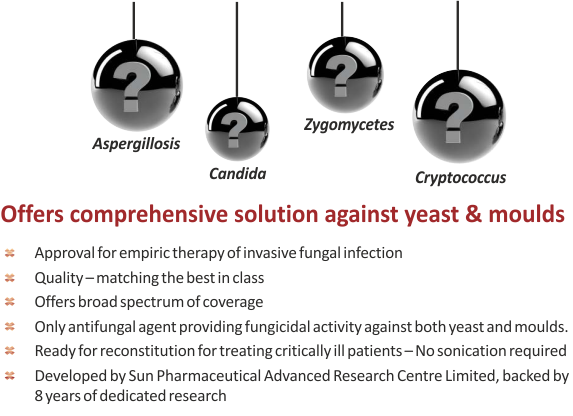 ?
?
?
?
Aspergillosis
Candida
Zygomycetes
Cryptococcus
Offers comprehensive solution against yeast & moulds
Approval for empiric therapy of invasive fungal infection
Quality – matching the best in class
Offers broad spectrum of coverage
Only antifungal agent providing fungicidal activity against both yeast and moulds.
Ready for reconstitution for treating critically ill patients – No sonication required
Developed by Sun Pharmaceutical Advanced Research Centre Limited, backed by
8 years of dedicated research